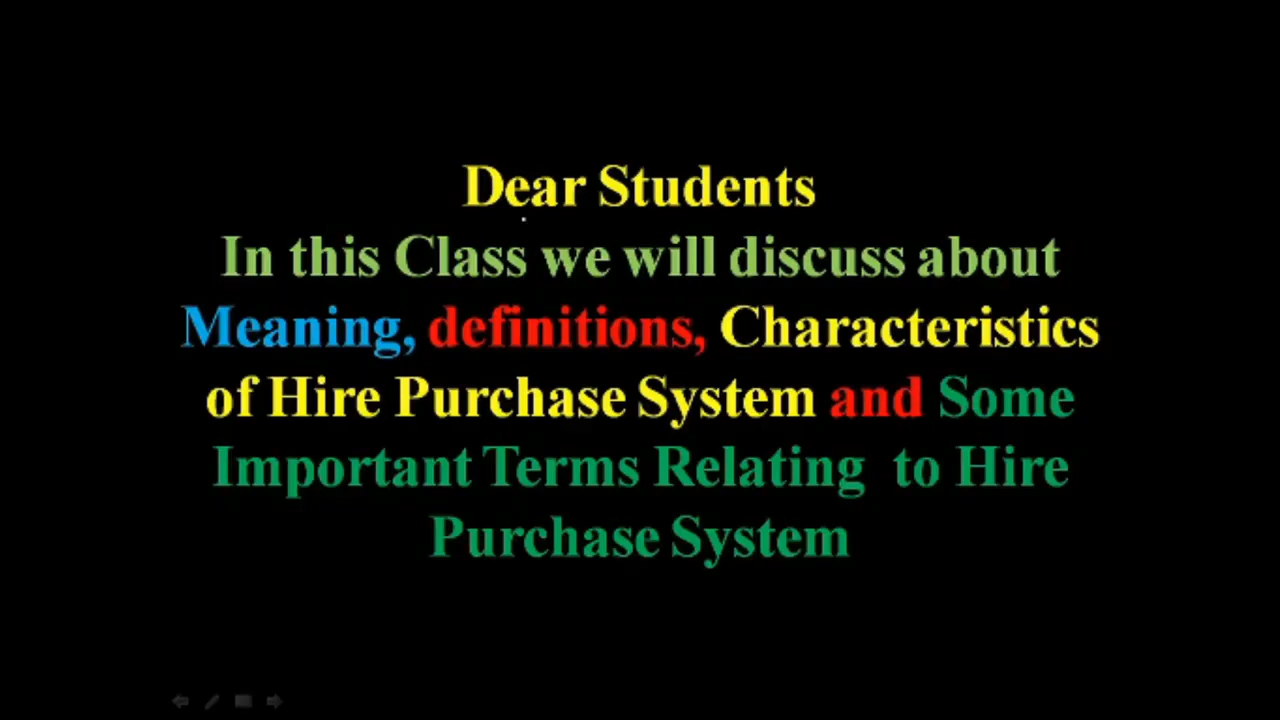 Dear Students
In this Class we will discuss about
Meaning, definitions, Characteristics
of Hire Purchase System and Some
Important Terms Relating to Hire
Purchase System